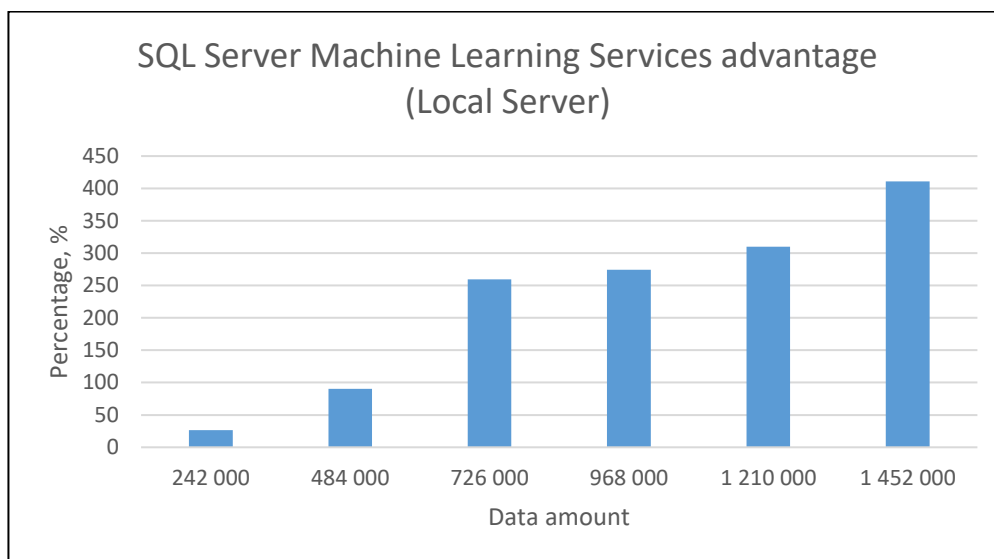 SQL Server Machine Learning Services advantage
(Local Server)
450
400
350
300
250
200
150
100
50
0
Percentage, %
242 000
484 000
726 000
968 000
1 210 000
1 452 000
Data amount